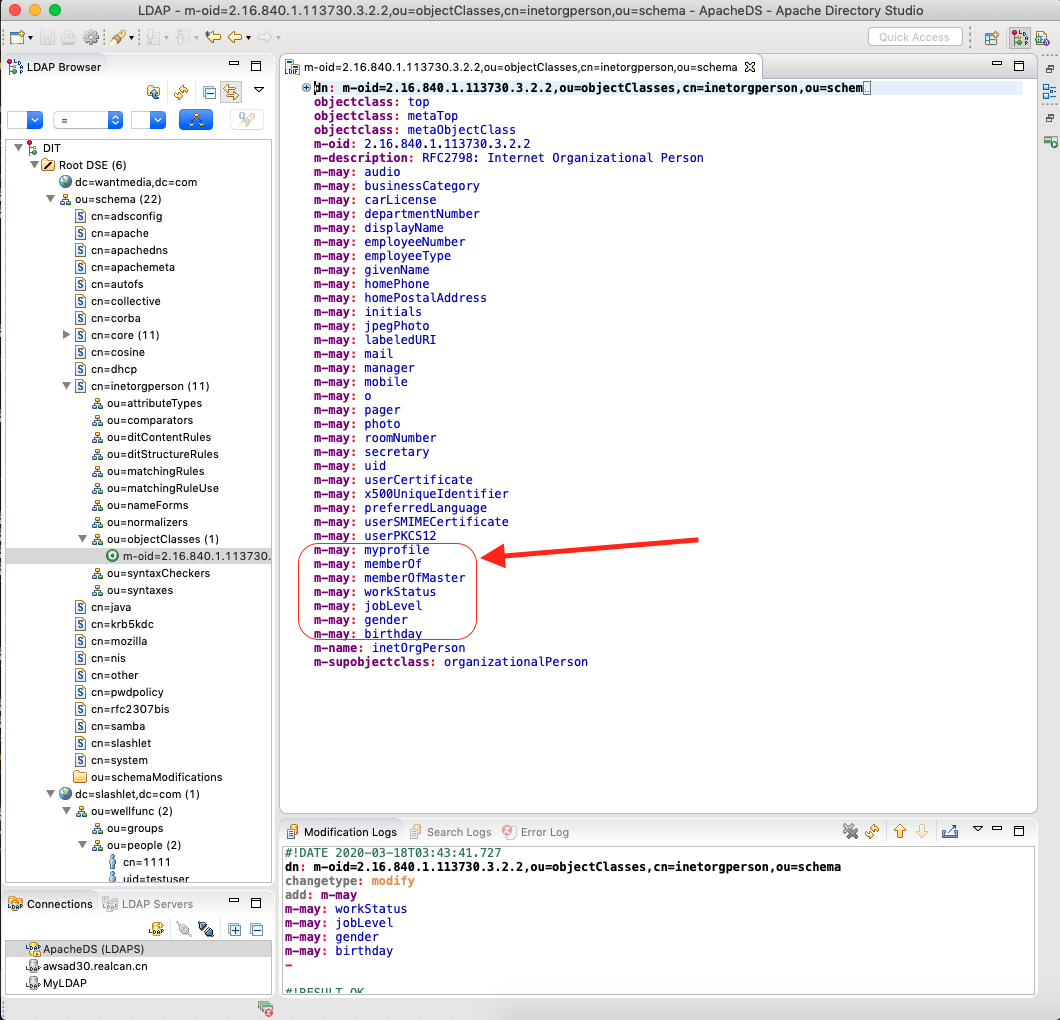 LDAP - m-oid=2.16.840.1.113730.3.2.2,ou=objectClasses,cn=inetorgperson,ou=schema - ApacheDS - Apache Directory Studio
Quick Access
LDAP Browser
=
DIT
Root DSE (6)
dc=wantmedia,dc=com
ou=schema (22)
cn=adsconfig
cn=apache
cn=apachedns
cn=apachemeta
cn=autofs
cn=collective
cn=corba
cn=core (11)
cn=cosine
cn=dhcp
cn=inetorgperson (11)
ou=attributeTypes
ou=comparators
ou=ditContentRules
ou=ditStructureRules
ou=matchingRules
ou=matchingRuleUse
ou=nameForms
ou=normalizers
ou=objectClasses (1)
m-oid=2.16.840.1.113730.
ou=syntaxCheckers
ou=syntaxes
cn=java
cn=krb5kdc
cn=mozilla
cn=nis
cn=other
cn=pwdpolicy
cn=rfc2307bis
cn=samba
cn=slashlet
cn=system
ou=schemaModifications
dc=slashlet,dc=com (1)
ou=wellfunc (2)
ou=groups
ou=people (2)
cn=1111
uid=testuser
Connections
LDAP Servers
ApacheDS (LDAPS)
awsad30.realcan.cn
MyLDAP
m-oid=2.16.840.1.113730.3.2.2,ou=objectClasses,cn=inetorgperson,ou=schema
dn: m-oid=2.16.840.1.113730.3.2.2,ou=objectClasses,cn=inetorgperson,ou=schem
objectclass: top
objectclass: metaTop
objectclass: metaObjectClass
m-oid: 2.16.840.1.113730.3.2.2
m-description: RFC2798: Internet Organizational Person
m-may: audio
m-may: businessCategory
m-may: carLicense
m-may: departmentNumber
m-may: displayName
m-may: employeeNumber
m-may: employeeType
m-may: givenName
m-may: homePhone
m-may: homePostalAddress
m-may: initials
m-may: jpegPhoto
m-may: labeledURI
m-may: mail
m-may: manager
m-may: mobile
m-may: o
m-may: pager
m-may: photo
m-may: roomNumber
m-may: secretary
m-may: uid
m-may: userCertificate
m-may: x500UniqueIdentifier
m-may: preferredLanguage
m-may: userSMIMECertificate
m-may: userPKCS12
m-may: myprofile
m-may: memberOf
m-may: memberOfMaster
m-may: workStatus
m-may: jobLevel
m-may: gender
m-may: birthday
m-name: inetOrgPerson
m-supobjectclass: organizationalPerson
Modification Logs
Search Logs
Error Log
#!DATE 2020-03-18T03:43:41.727
dn: m-oid=2.16.840.1.113730.3.2.2,ou=objectClasses,cn=inetorgperson,ou=schema
changetype: modify
add: m-may
m-may: workStatus
m-may: jobLevel
m-may: gender
m-may: birthday
-
#!RESULT OK